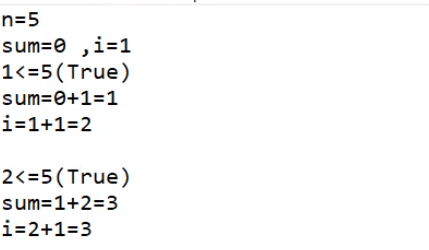 n=5
sum=0 ,i=1
1<=5(True)
sum=0+1=1
i=1+1=2
2<=5(True)
sum=1+2=3
i=2+1=3